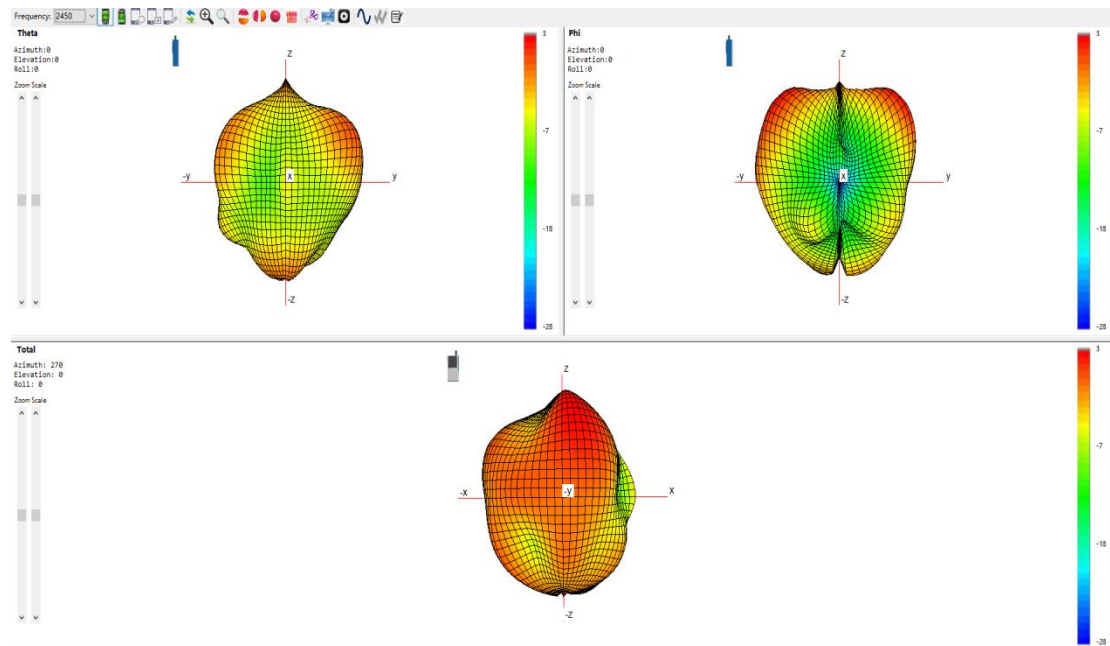 Frequency: 2450
Theta
Azimuth:0
Elevation:0
Roll:0
Zoom Scale
Z
-y
X
y
-Z
3
-7
-18
-28
Phi
Azimuth:0
Elevation:0
Roll:0
Zoom Scale
Z
-y
X
y
-Z
3
-7
-18
-28
Total
Azimuth: 270
Elevation: 0
Roll: 0
Zoom Scale
Z
-X
-y
X
-Z
3
-7
-18
-28